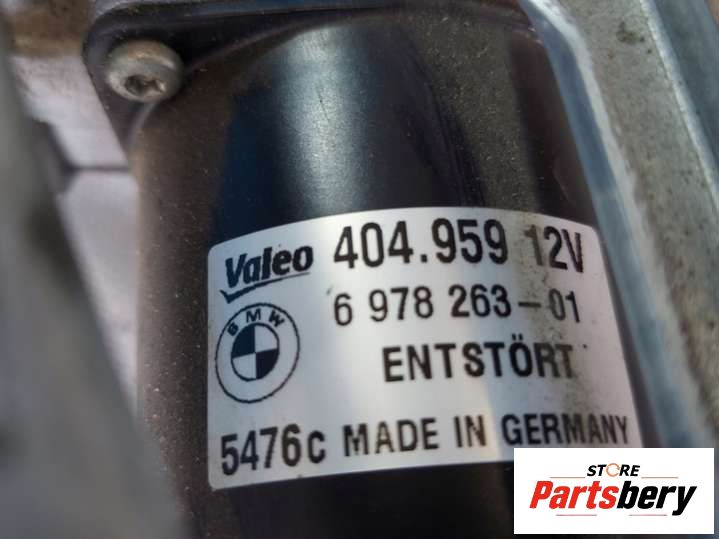 Valeo 404.959 12V
6 978 263-01
BMW
ENTSTÖRT
5476c MADE IN GERMANY
STORE
Partsbery